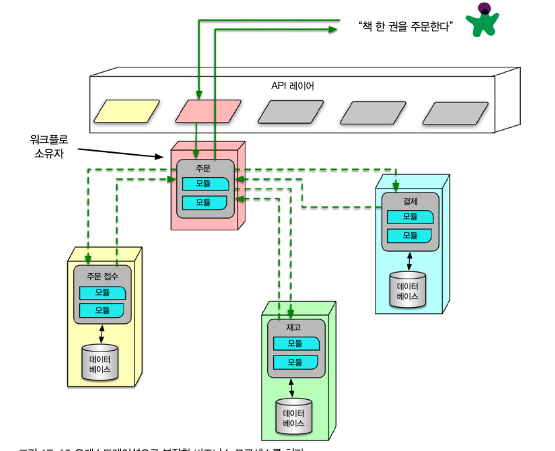 "책 한 권을 주문한다"
API 레이어
워크플로
소유자
주문
모듈
모듈
결제
모듈
모듈
데이터
베이스
주문 접수
모듈
모듈
데이터
베이스
재고
모듈
모듈
데이터
베이스